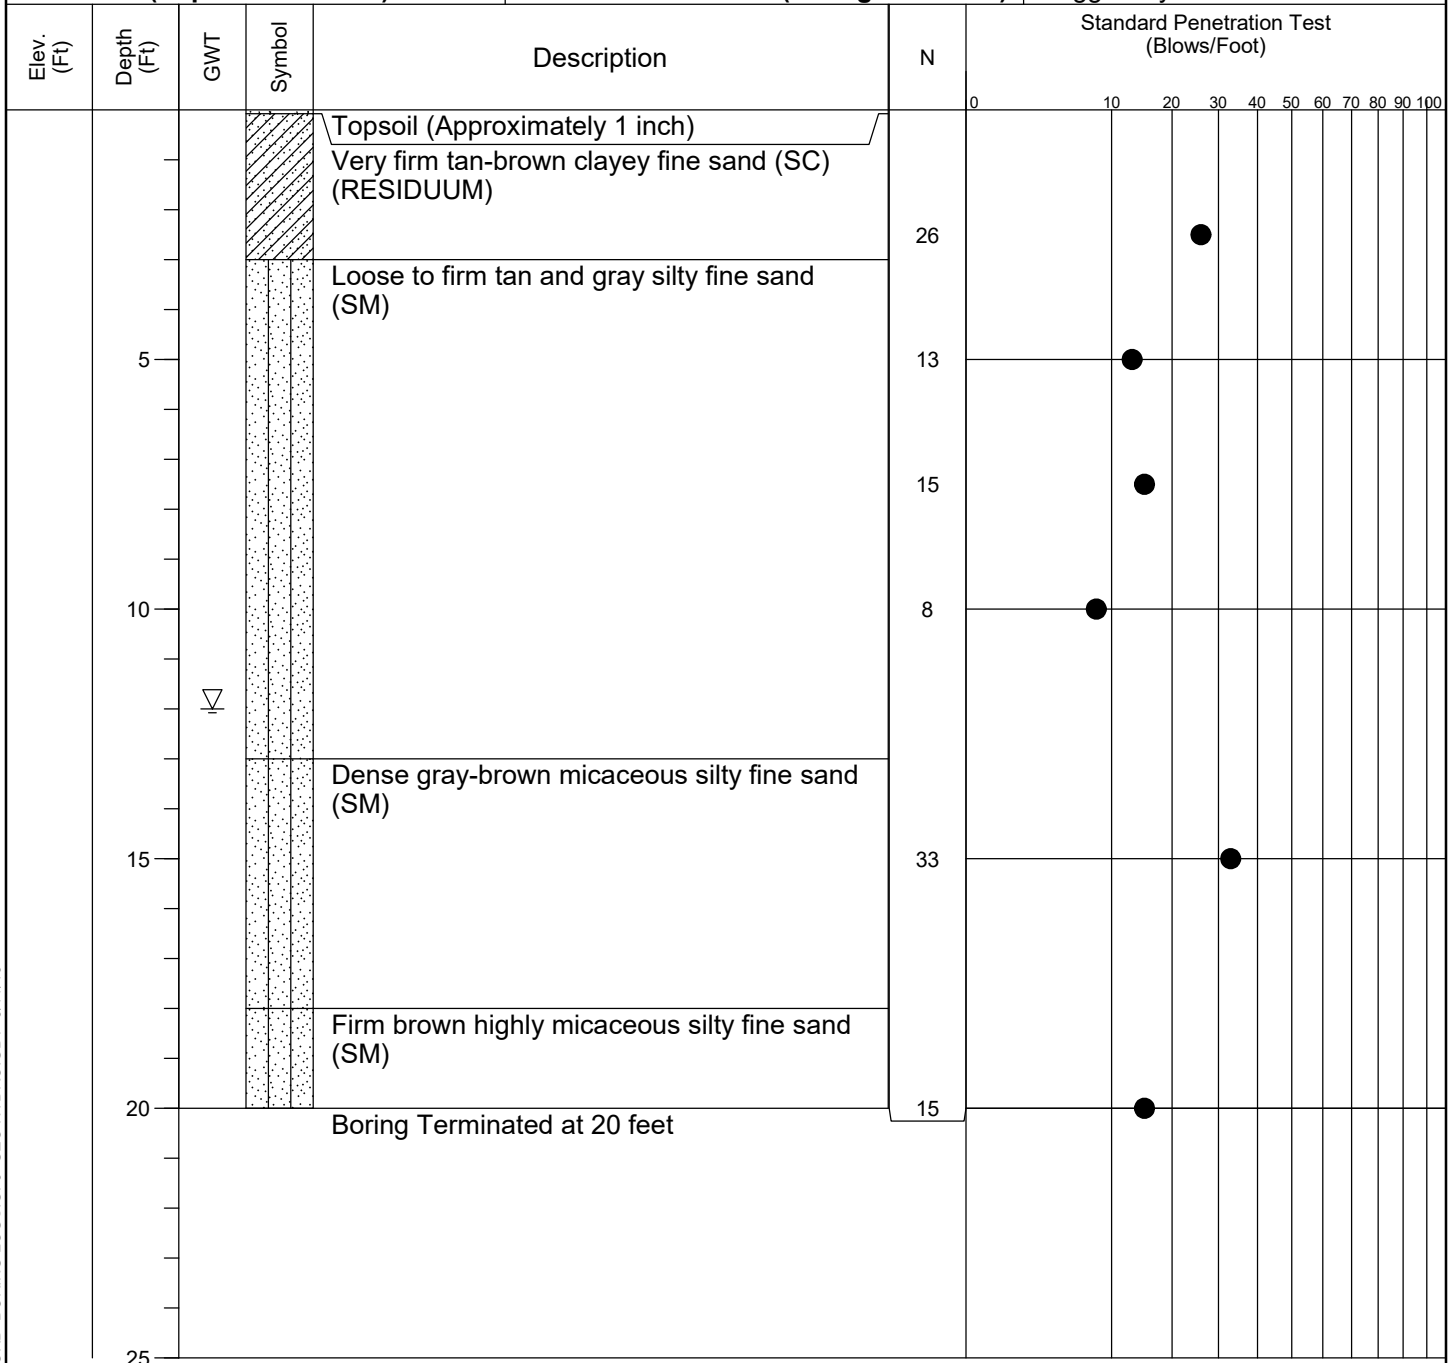 Elev.
(Ft)
Depth
(Ft)
GWT
Symbol
Description
N
Standard Penetration Test
(Blows/Foot)
0 10 20 30 40 50 60 70 80 90 100
Topsoil (Approximately 1 inch)
Very firm tan-brown clayey fine sand (SC)
(RESIDUUM)
26
Loose to firm tan and gray silty fine sand
(SM)
5 13
15
10 8
Dense gray-brown micaceous silty fine sand
(SM)
15 33
Firm brown highly micaceous silty fine sand
(SM)
20 15
Boring Terminated at 20 feet
25